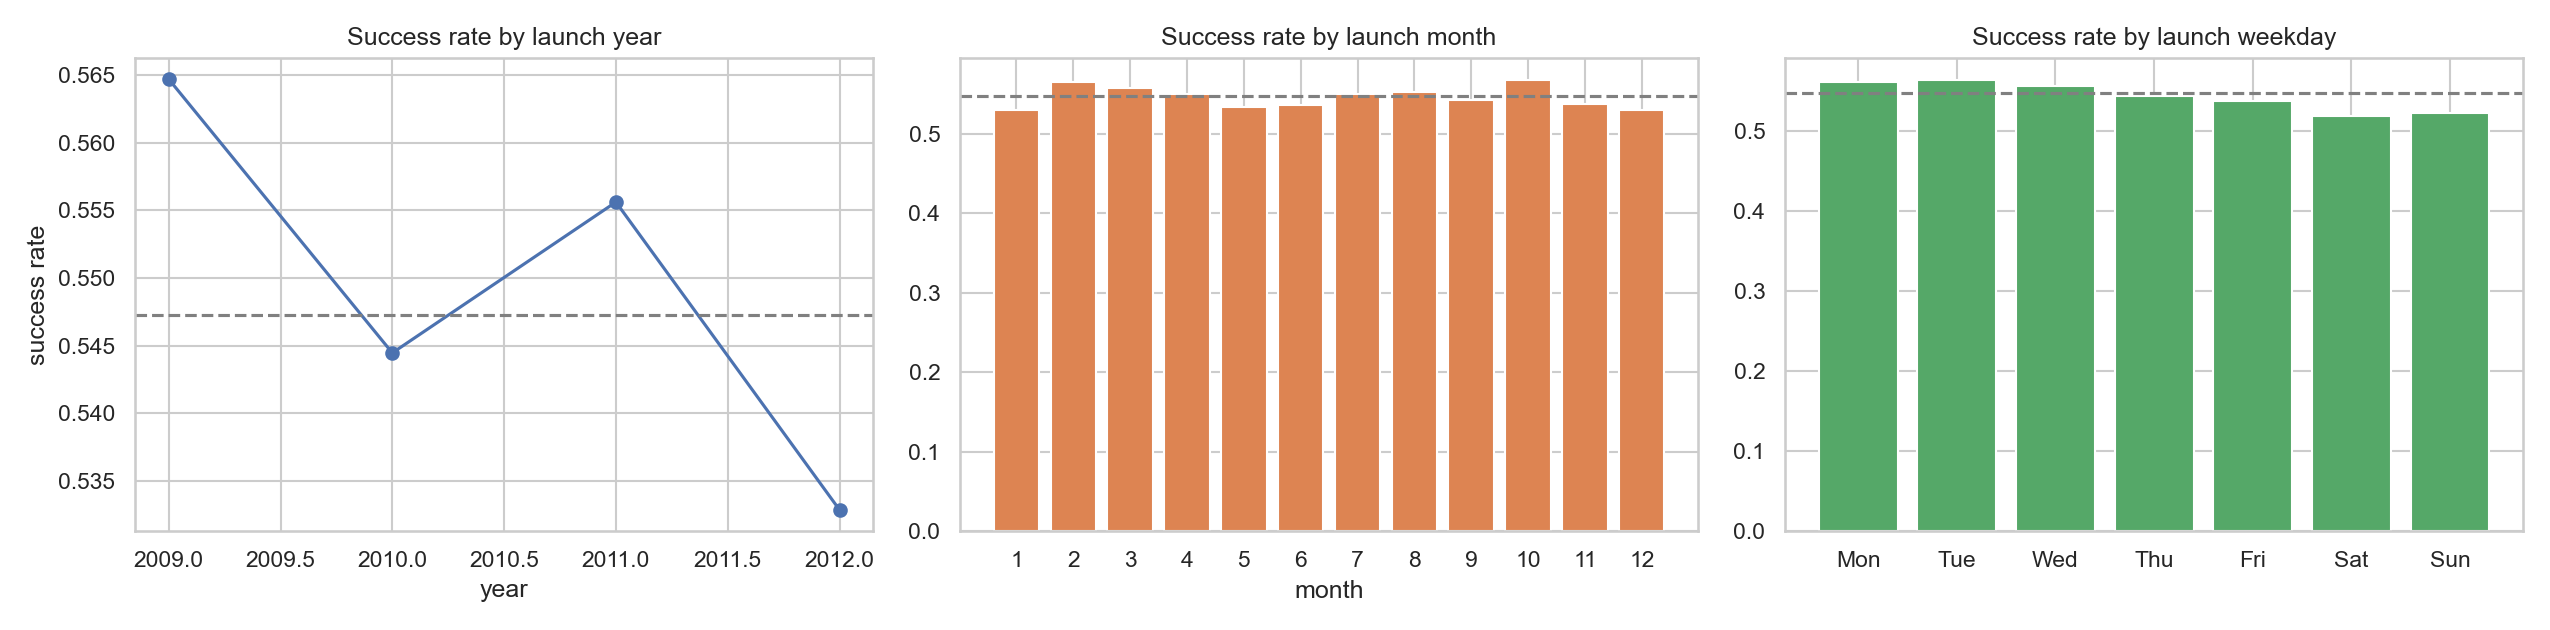 Success rate by launch year
success rate
0.565
0.560
0.555
0.550
0.545
0.540
0.535
2009.0 2009.5 2010.0 2010.5 2011.0 2011.5 2012.0
year
Success rate by launch month
0.5
0.4
0.3
0.2
0.1
0.0
1 2 3 4 5 6 7 8 9 10 11 12
month
Success rate by launch weekday
0.5
0.4
0.3
0.2
0.1
0.0
Mon Tue Wed Thu Fri Sat Sun